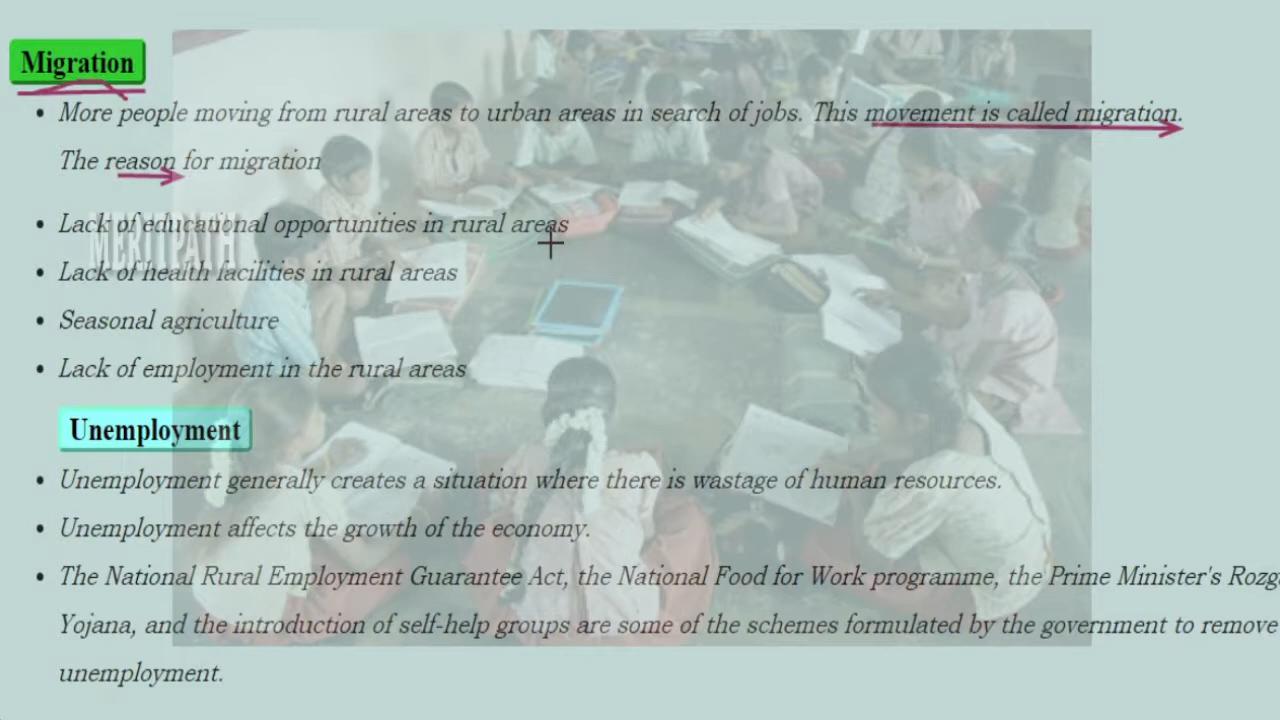 Migration
• More people moving from rural areas to urban areas in search of jobs. This movement is called migration.
The reason for migration
• Lack of educational opportunities in rural areas
MERITPATH
• Lack of health facilities in rural areas
• Seasonal agriculture
• Lack of employment in the rural areas
Unemployment
• Unemployment generally creates a situation where there is wastage of human resources.
• Unemployment affects the growth of the economy.
• The National Rural Employment Guarantee Act, the National Food for Work programme, the Prime Minister's
Yojana, and the introduction of self-help groups are some of the schemes formulated by the government to remove
unemployment.